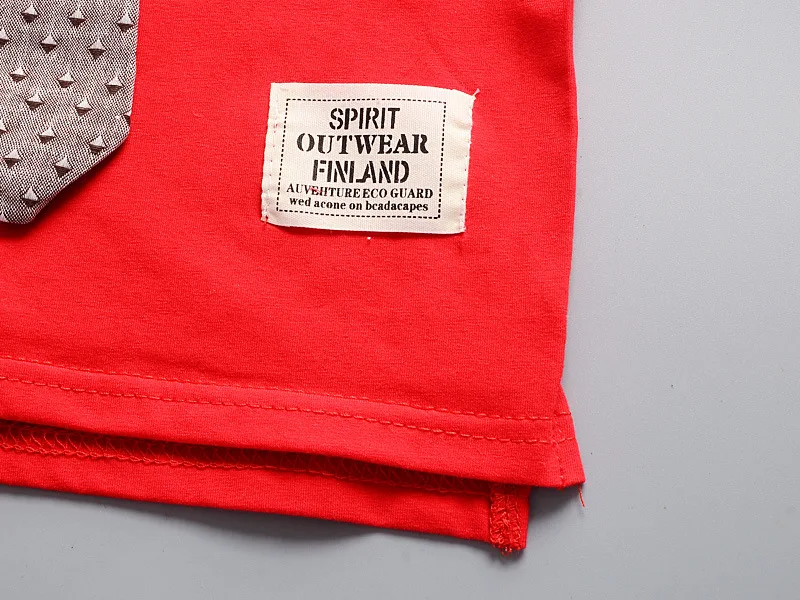 SPIRIT
OUTWEAR
FINLAND
AUVEHTURE ECO GUARD
wed acone on bcadacapes